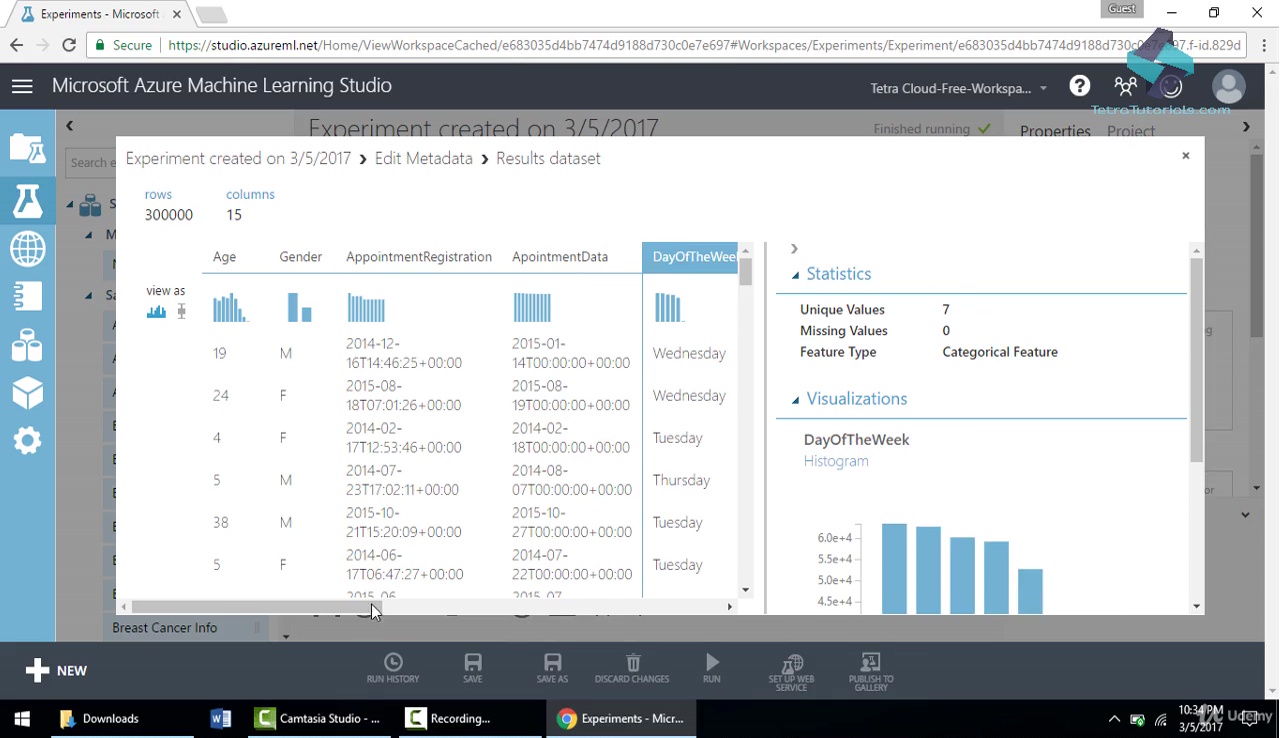 Experiments - Microsoft
Guest
Secure
https://studio.azureml.net/Home/ViewWorkspaceCached/e683035d4bb7474d9188d730c0e7e697#Workspaces/Experiments/Experiment/e683035d4bb7474d9188d730c0e7e697.f-id.829d
Microsoft Azure Machine Learning Studio
Tetra Cloud-Free-Workspa...
TetraTutorials.com
Experiment created on 3/5/2017
Finished running
Properties Project
Search e
Experiment created on 3/5/2017 › Edit Metadata › Results dataset
rows columns
300000 15
Age Gender AppointmentRegistration ApointmentData DayOfTheWee
view as
19 M 2014-12-16T14:46:25+00:00 2015-01-14T00:00:00+00:00 Wednesday
24 F 2015-08-18T07:01:26+00:00 2015-08-19T00:00:00+00:00 Wednesday
4 F 2014-02-17T12:53:46+00:00 2014-02-18T00:00:00+00:00 Tuesday
5 M 2014-07-23T17:02:11+00:00 2014-08-07T00:00:00+00:00 Thursday
38 M 2015-10-21T15:20:09+00:00 2015-10-27T00:00:00+00:00 Tuesday
5 F 2014-06-17T06:47:27+00:00 2014-07-22T00:00:00+00:00 Tuesday
2015-06- 2015-07-
Statistics
Unique Values 7
Missing Values 0
Feature Type Categorical Feature
Visualizations
DayOfTheWeek
Histogram
6.0e+4
5.5e+4
5.0e+4
4.5e+4
Breast Cancer Info
NEW
RUN HISTORY
SAVE
SAVE AS
DISCARD CHANGES
RUN
SET UP WEB SERVICE
PUBLISH TO GALLERY
Downloads
Camtasia Studio - ...
Recording...
Experiments - Micr...
10:34 PM
3/5/2017
Udemy